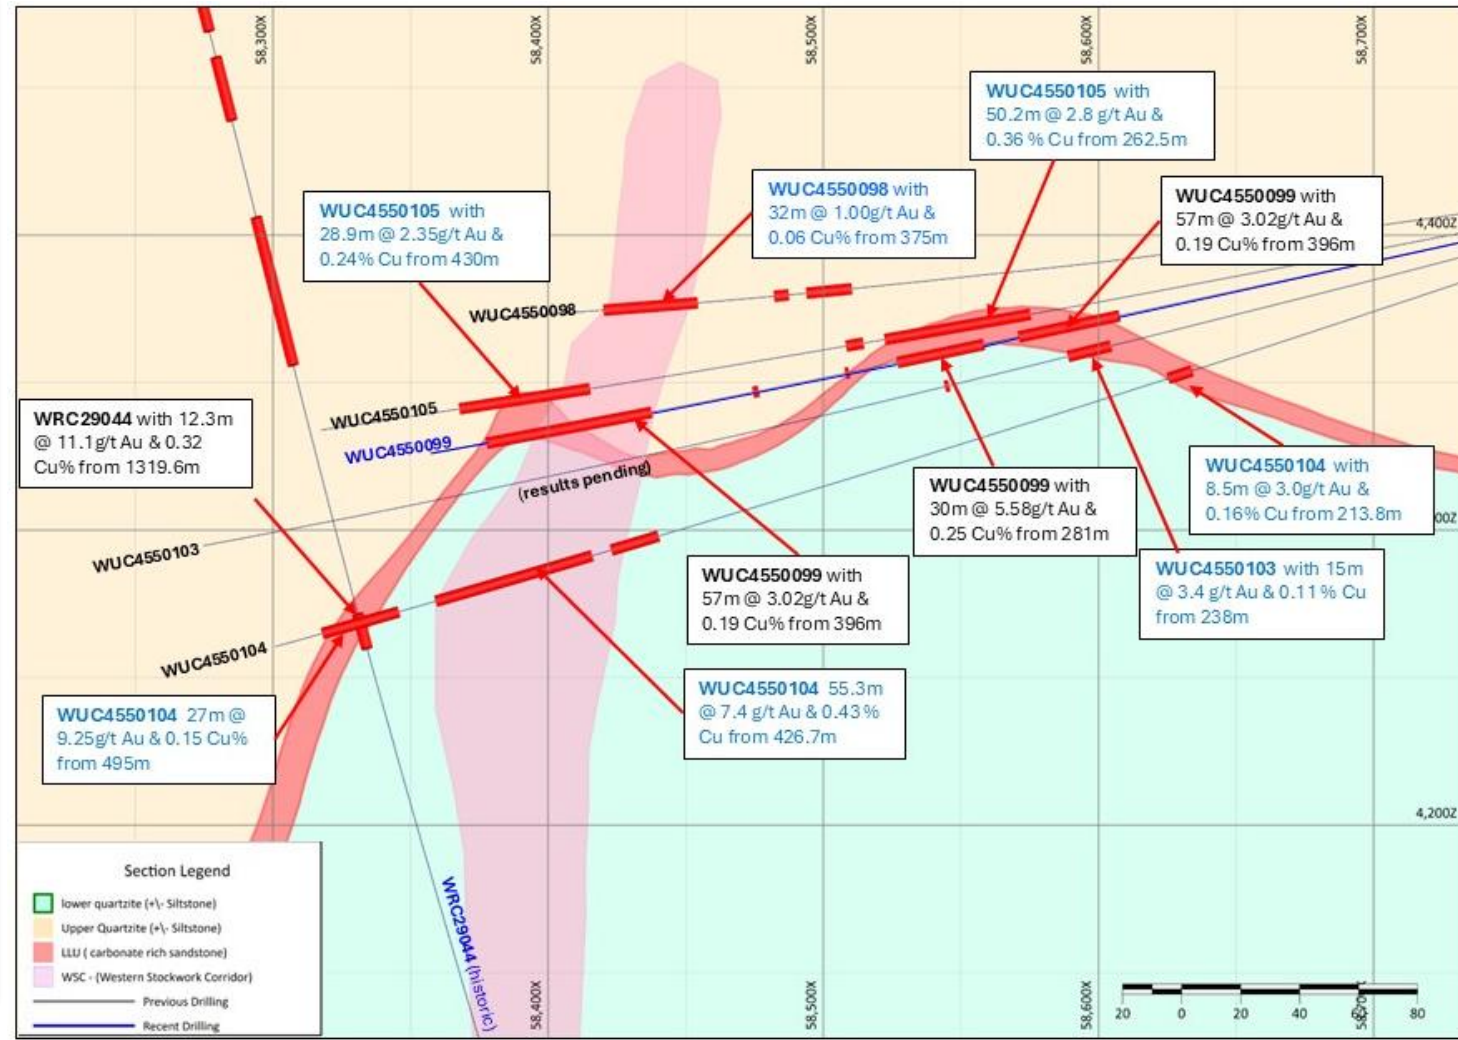 58,300X
58,400X
58,500X
58,600X
58,700X
WUC4550105 with
50.2m @ 2.8 g/t Au &
0.36 % Cu from 262.5m
WUC4550098 with
32m @ 1.00g/t Au &
0.06 Cu% from 375m
WUC4550099 with
57m @ 3.02g/t Au &
0.19 Cu% from 396m
WUC4550105 with
28.9m @ 2.35g/t Au &
0.24% Cu from 430m
4,400Z
WUC4550098
WUC4550105
WUC4550099
WRC29044 with 12.3m
@ 11.1g/t Au & 0.32
Cu% from 1319.6m
(results pending)
WUC4550104 with
8.5m @ 3.0g/t Au &
0.16% Cu from 213.8m
WUC4550099 with
30m @ 5.58g/t Au &
0.25 Cu% from 281m
00Z
WUC4550103
WUC4550099 with
57m @ 3.02g/t Au &
0.19 Cu% from 396m
WUC4550103 with 15m
@ 3.4 g/t Au & 0.11 % Cu
from 238m
WUC4550104
WUC4550104 27m @
9.25g/t Au & 0.15 Cu%
from 495m
WUC4550104 55.3m
@ 7.4 g/t Au & 0.43 %
Cu from 426.7m
4,200Z
WRC29044 (historic)
Section Legend
lower quartzite (+\- Siltstone)
Upper Quartzite (+\- Siltstone)
LLU ( carbonate rich sandstone)
WSC - (Western Stockwork Corridor)
Previous Drilling
Recent Drilling
58,400X
58,500X
58,600X
20 0 20 40 80